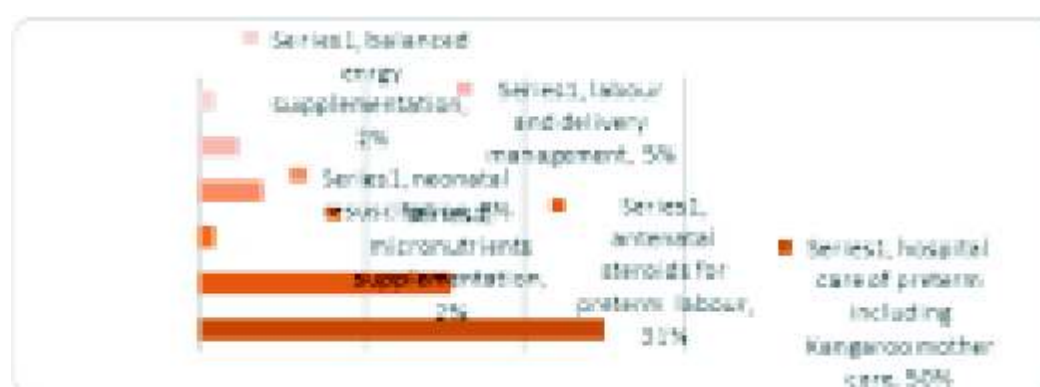 Series1, balanced
enrgy
supplementation,
2%
Series1, labour
and delivery
management, 5%
Series1, neonatal
micronutrients
supplementation,
2%
Series1,
antenatal
steroids for
preterm labour,
31%
Series1, hospital
care of preterm
including
Kangaroo mother
care, 50%